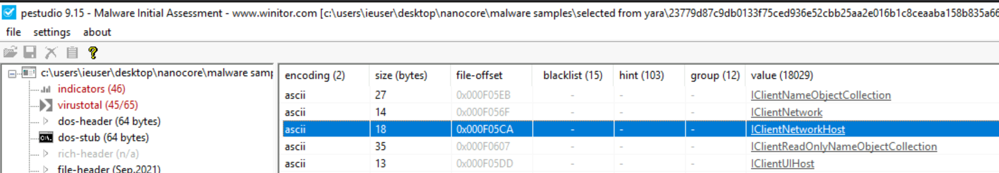 pestudio 9.15 - Malware Initial Assessment - www.winitor.com [c:\users\ieuser\desktop\nanocore\malware samples\selected from yara\23779d87c9db0133f75ced936e52cbb25aa2e016b1c8ceaaba158b835a66
file settings about
?
c:\users\ieuser\desktop\nanocore\malware samp
indicators (46)
virustotal (45/65)
dos-header (64 bytes)
dos-stub (64 bytes)
rich-header (n/a)
file-header (Sep.2021)
encoding (2) size (bytes) file-offset blacklist (15) hint (103) group (12) value (18029)
ascii 27 0x000F05EB - - - IClientNameObjectCollection
ascii 14 0x000F056F - - - IClientNetwork
ascii 18 0x000F05CA - - - IClientNetworkHost
ascii 35 0x000F0607 - - - IClientReadOnlyNameObjectCollection
ascii 13 0x000F05DD - - - IClientUIHost